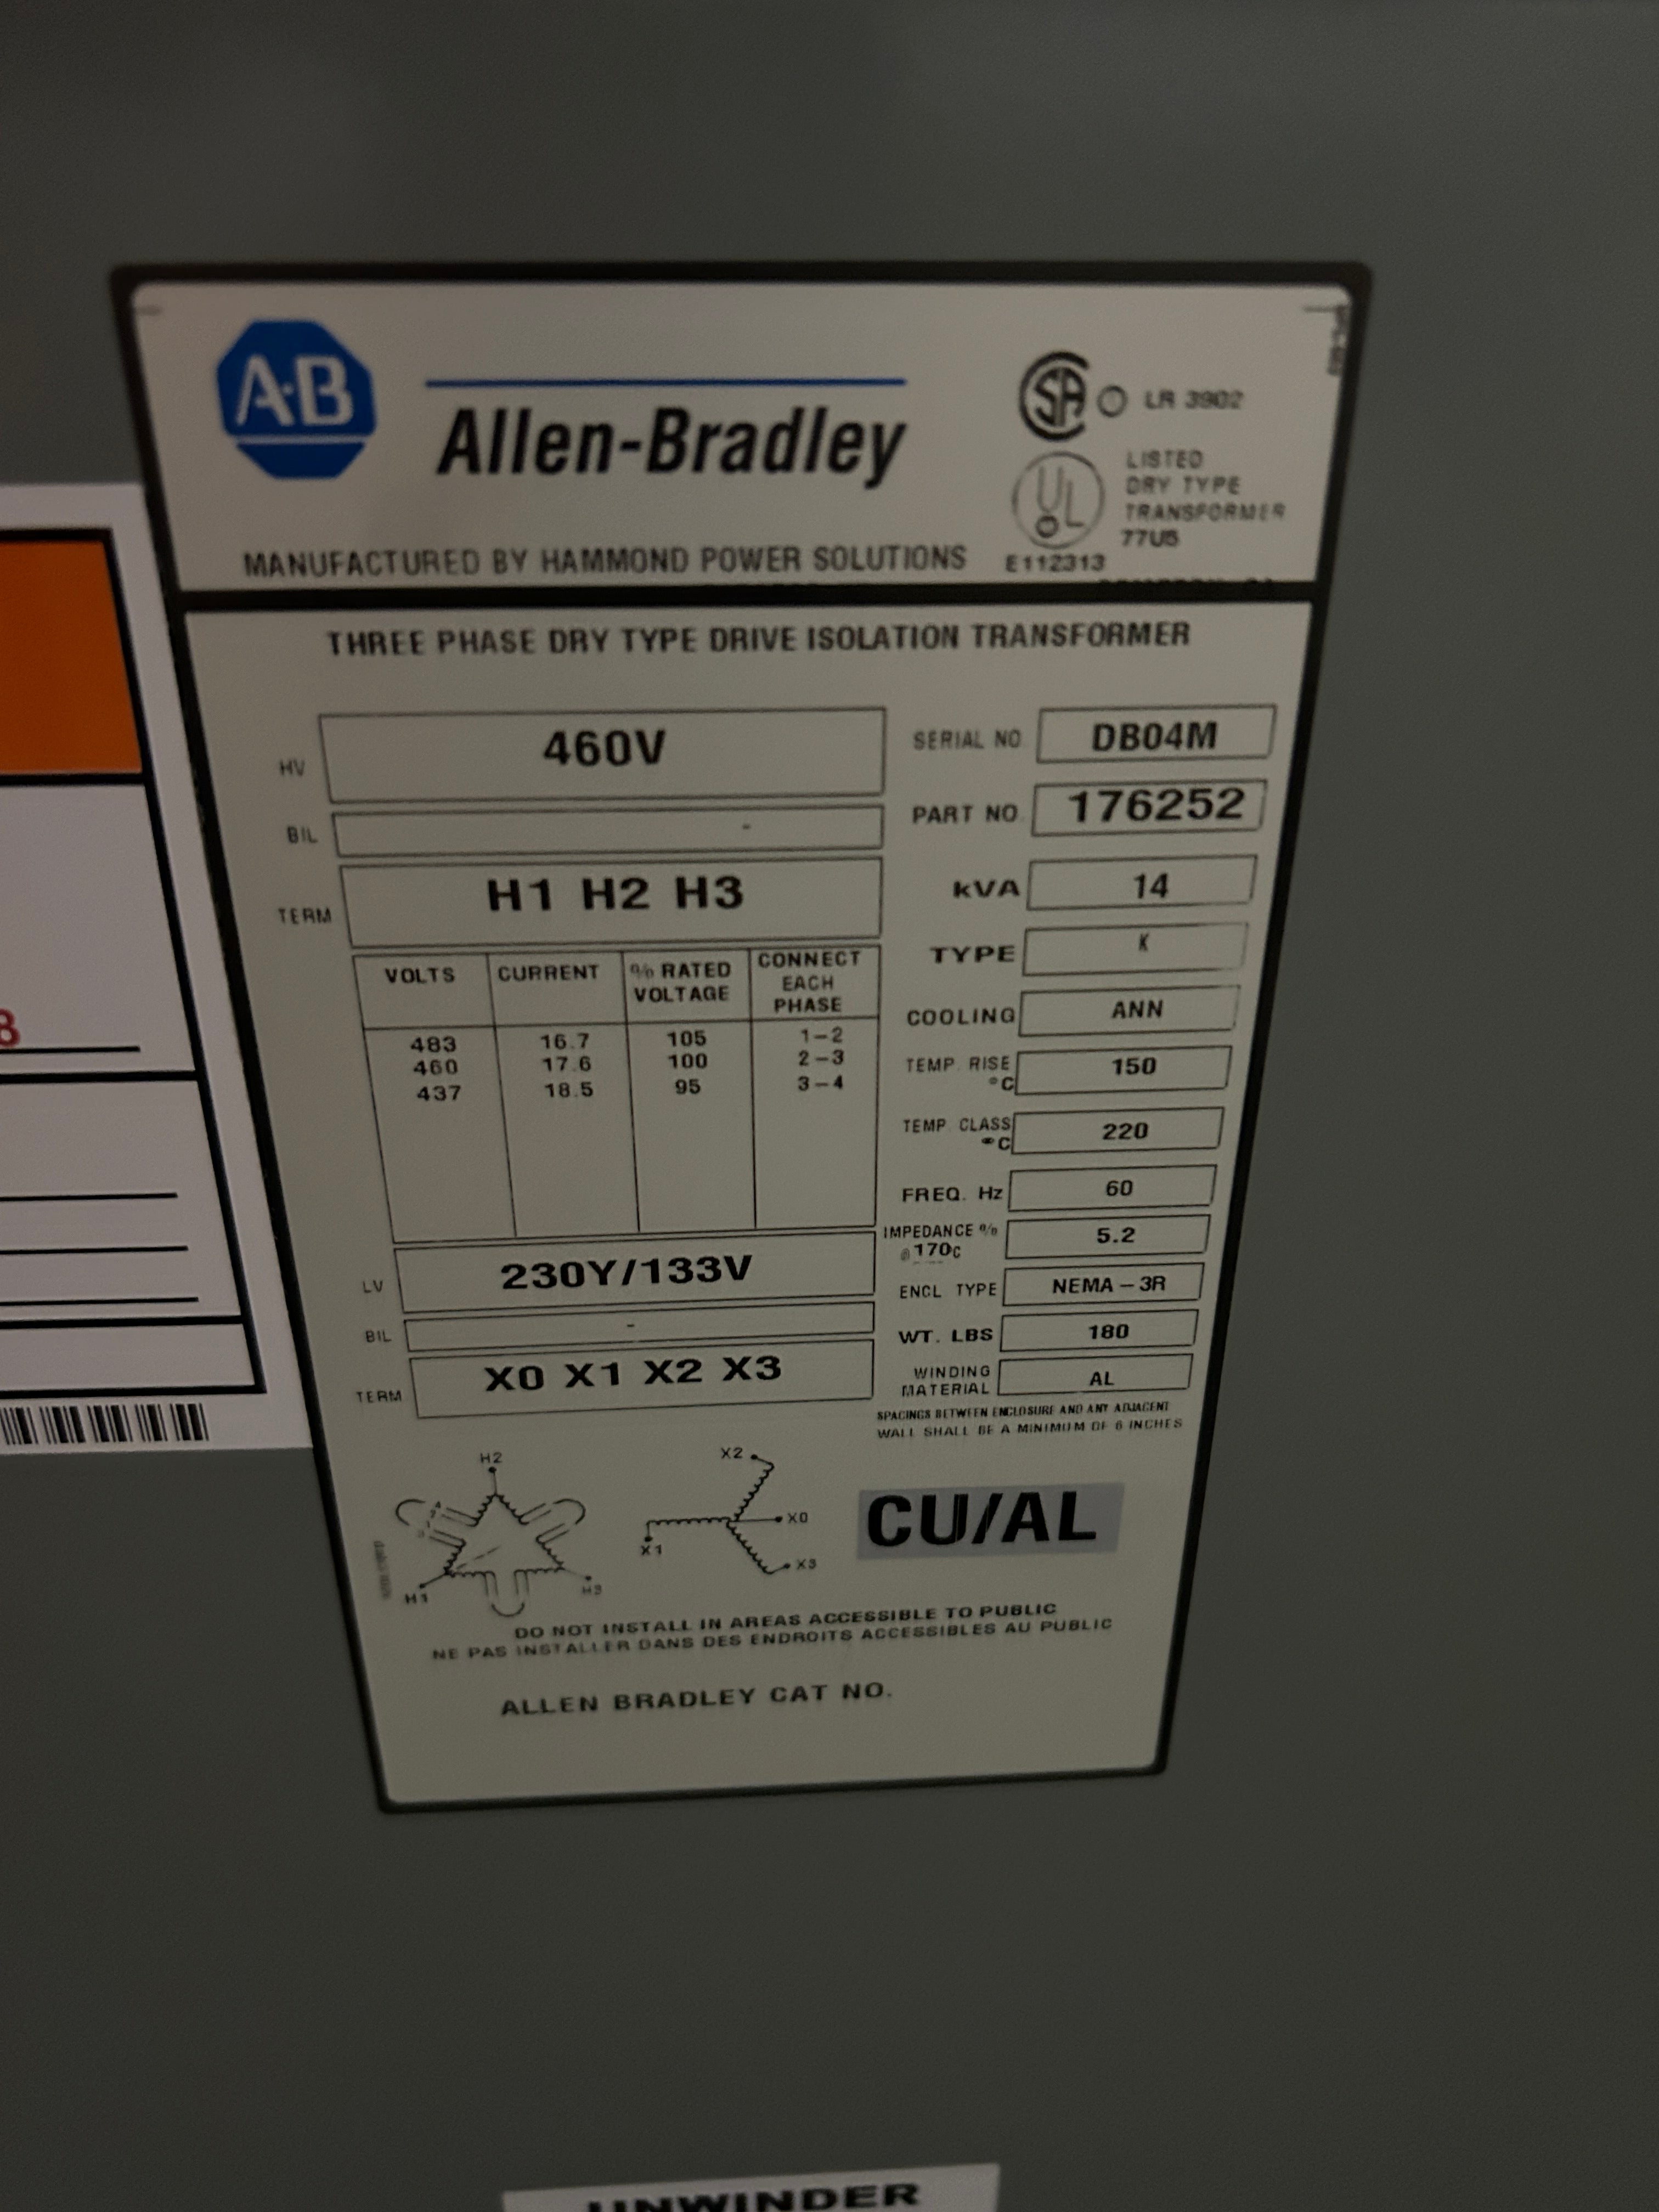 A·B
Allen-Bradley
SA LR 3902
UL LISTED
DRY TYPE
TRANSFORMER
77U5
E112313
MANUFACTURED BY HAMMOND POWER SOLUTIONS
THREE PHASE DRY TYPE DRIVE ISOLATION TRANSFORMER
HV 460V
BIL -
TERM H1 H2 H3
VOLTS CURRENT % RATED VOLTAGE CONNECT EACH PHASE
483 16.7 105 1-2
460 17.6 100 2-3
437 18.5 95 3-4
LV 230Y/133V
BIL -
TERM X0 X1 X2 X3
SERIAL NO. DB04M
PART NO. 176252
kVA 14
TYPE K
COOLING ANN
TEMP. RISE °C 150
TEMP. CLASS °C 220
FREQ. Hz 60
IMPEDANCE % @ 170C 5.2
ENCL. TYPE NEMA-3R
WT. LBS 180
WINDING MATERIAL AL
SPACINGS BETWEEN ENCLOSURE AND ANY ADJACENT
WALL SHALL BE A MINIMUM OF 6 INCHES
H2
H1
H3
X2
X0
X1
X3
CU/AL
DO NOT INSTALL IN AREAS ACCESSIBLE TO PUBLIC
NE PAS INSTALLER DANS DES ENDROITS ACCESSIBLES AU PUBLIC
ALLEN BRADLEY CAT NO.
UNWINDER